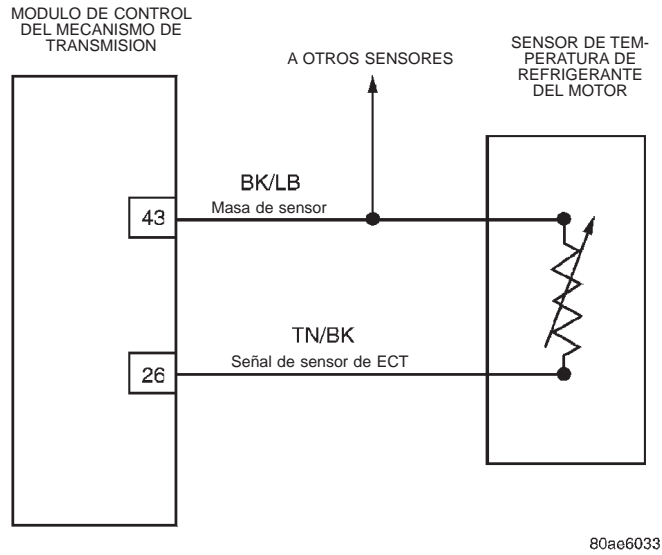 MODULO DE CONTROL
DEL MECANISMO DE
TRANSMISION
A OTROS SENSORES
SENSOR DE TEM-
PERATURA DE
REFRIGERANTE
DEL MOTOR
BK/LB
43
Masa de sensor
TN/BK
26
Señal de sensor de ECT
80ae6033